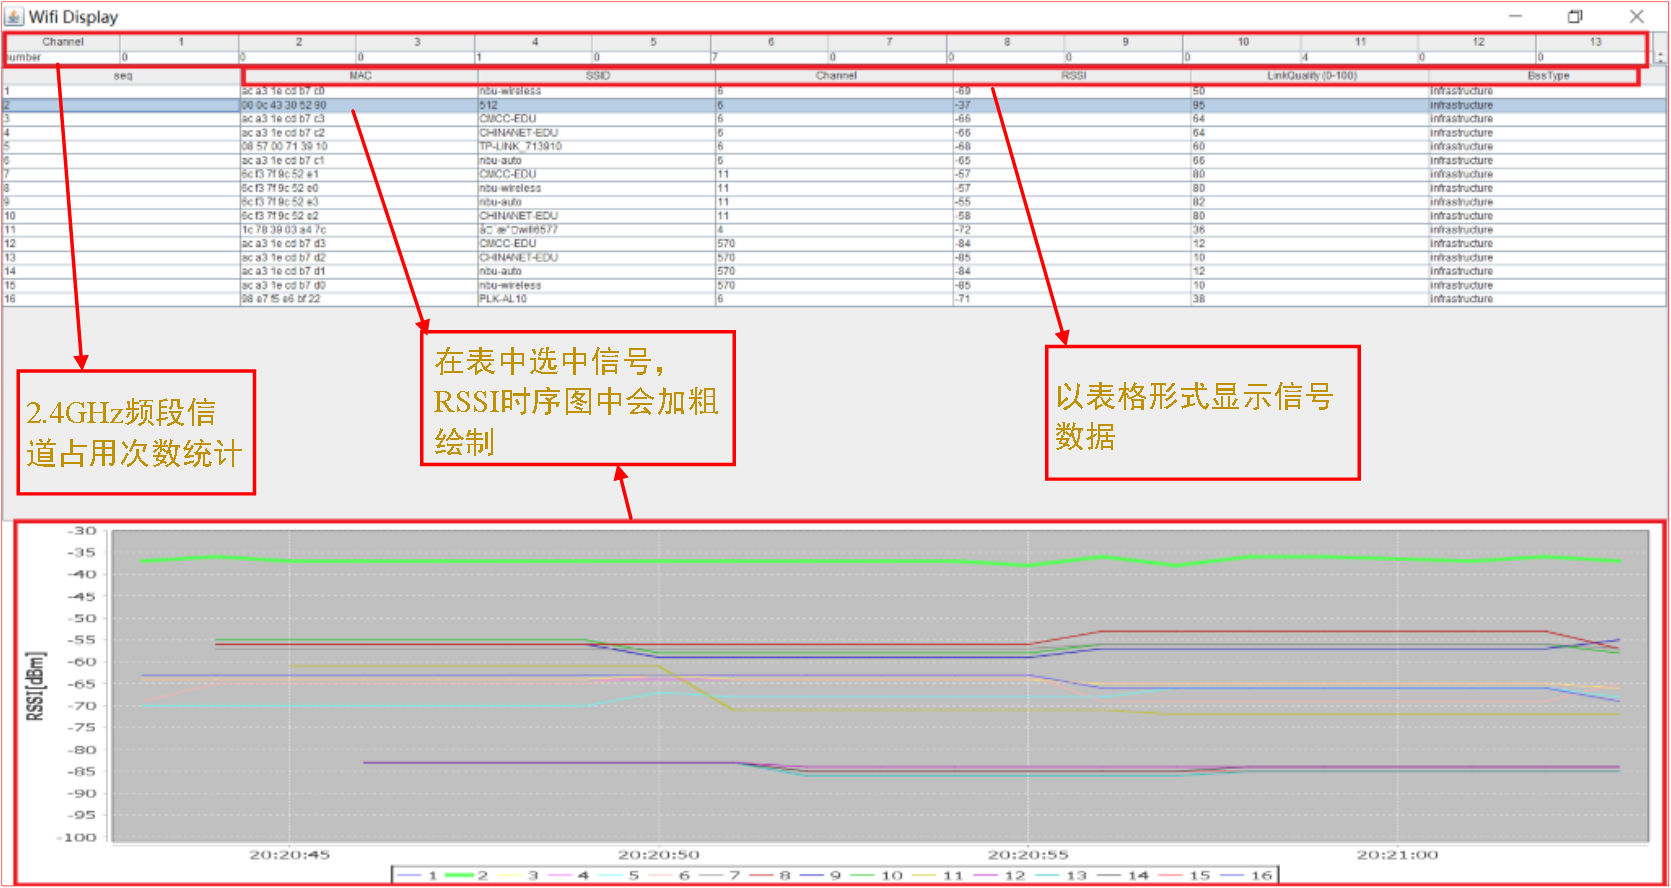 Wifi Display
Channel 1 2 3 4 5 6 7 8 9 10 11 12 13
number 0 0 0 1 0 7 0 0 0 0 4 0 0
seq MAC SSID Channel RSSI LinkQuality (0-100) BssType
1 ac a3 1e cd b7 c0 nbu-wireless 6 -69 50 infrastructure
2 00 0c 43 30 52 90 512 6 -37 95 infrastructure
3 ac a3 1e cd b7 c3 CMCC-EDU 6 -66 64 infrastructure
4 ac a3 1e cd b7 c2 CHINANET-EDU 6 -66 64 infrastructure
5 08 57 00 71 39 10 TP-LINK_713910 6 -68 60 infrastructure
6 ac a3 1e cd b7 c1 nbu-auto 6 -65 66 infrastructure
7 6c f3 7f 9c 52 e1 CMCC-EDU 11 -57 80 infrastructure
8 6c f3 7f 9c 52 e0 nbu-wireless 11 -57 80 infrastructure
9 6c f3 7f 9c 52 e3 nbu-auto 11 -55 82 infrastructure
10 6c f3 7f 9c 52 e2 CHINANET-EDU 11 -58 80 infrastructure
11 1c 78 39 03 a4 7c wifi6577 4 -72 36 infrastructure
12 ac a3 1e cd b7 d3 CMCC-EDU 570 -84 12 infrastructure
13 ac a3 1e cd b7 d2 CHINANET-EDU 570 -85 10 infrastructure
14 ac a3 1e cd b7 d1 nbu-auto 570 -84 12 infrastructure
15 ac a3 1e cd b7 d0 nbu-wireless 570 -85 10 infrastructure
16 98 e7 f5 e6 bf 22 PLK-AL10 6 -71 38 infrastructure
2.4GHz频段信
道占用次数统计
在表中选中信号，
RSSI时序图中会加粗
绘制
以表格形式显示信号
数据
RSSI[dBm]
-30
-35
-40
-45
-50
-55
-60
-65
-70
-75
-80
-85
-90
-95
-100
20:20:45 20:20:50 20:20:55 20:21:00
1 2 3 4 5 6 7 8 9 10 11 12 13 14 15 16